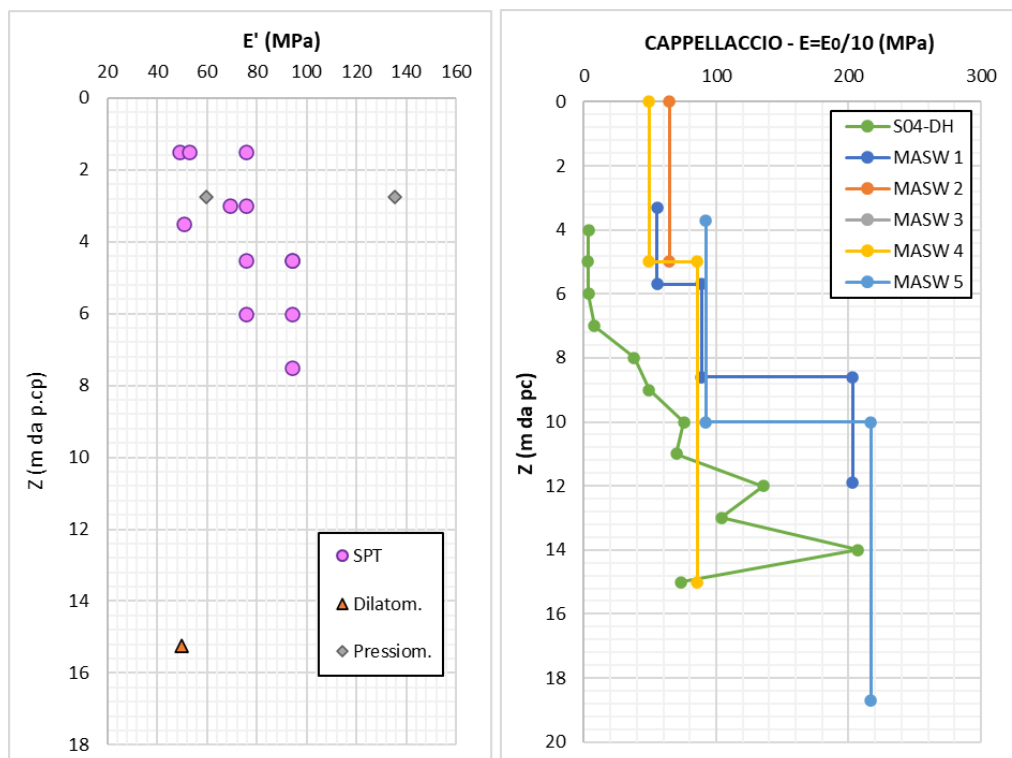 E' (MPa)
20 40 60 80 100 120 140 160
0
2
4
6
8
10
12
14
16
18
Z (m da p.cp)
SPT
Dilatom.
Pressiom.
CAPPELLACCIO - E=E0/10 (MPa)
0 100 200 300
0
2
4
6
8
10
12
14
16
18
20
Z (m da pc)
S04-DH
MASW 1
MASW 2
MASW 3
MASW 4
MASW 5